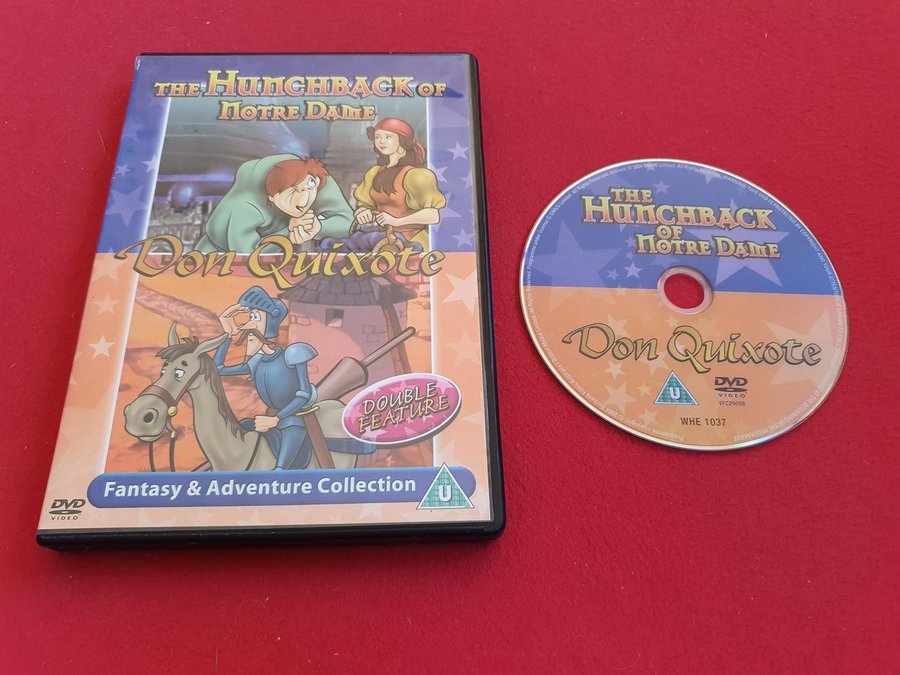 THE HUNCHBACK OF
NOTRE DAME
Don Quixote
DOUBLE
FEATURE
Fantasy & Adventure Collection
U
DVD
VIDEO
THE
HUNCHBACK
OF
NOTRE DAME
Don Quixote
U
DVD
VIDEO
VFC29008
WHE 1037